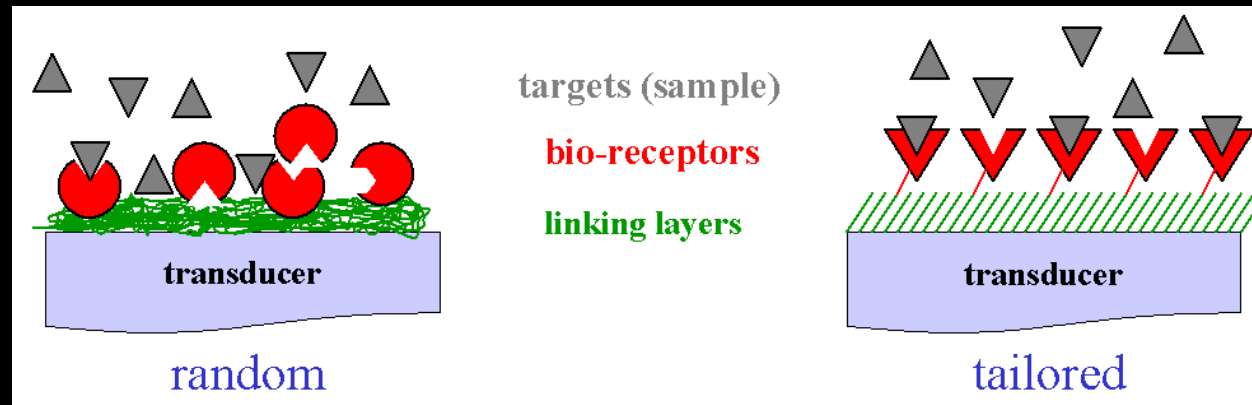 targets (sample)
bio-receptors
linking layers
transducer
random
transducer
tailored